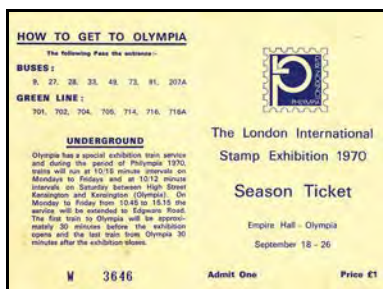 HOW TO GET TO OLYMPIA
The following Pass the entrance:-
BUSES:
9, 27, 28, 33, 49, 73, 91, 207A
GREEN LINE:
701, 702, 704, 705, 714, 716, 716A
UNDERGROUND
Olympia has a special exhibition train service
and during the period of Philympia 1970,
trains will run at 10/15 minute intervals on
Mondays to Fridays and at 10/12 minute
intervals on Saturday between High Street
Kensington and Kensington (Olympia). On
Monday to Friday from 10.45 to 15.15 the
service will be extended to Edgware Road.
The first train to Olympia will be approxi-
mately 30 minutes before the exhibition
opens and the last train from Olympia 30
minutes after the exhibition closes.
W 3646
LONDON 1970
PHILYMPIA
The London International
Stamp Exhibition 1970
Season Ticket
Empire Hall - Olympia
September 18 - 26
Admit One Price £1